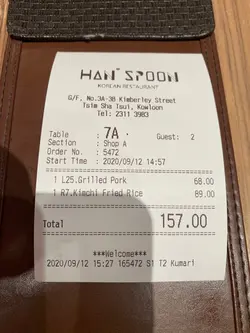 HAN SPOON
KOREAN RESTAURANT
G/F, No.3A-3B Kimberley Street
Tsim Sha Tsui, Kowloon
Tel: 2311 3983
Table : 7A. Guest: 2
Section : Shop A
Order No. : 5472
Start Time : 2020/09/12 14:57
1 L25.Grilled Pork 68.00
1 R7.Kimchi Fried Rice 89.00
Total 157.00
***Welcome***
2020/09/12 15:27 165472 S1 T2 Kumari